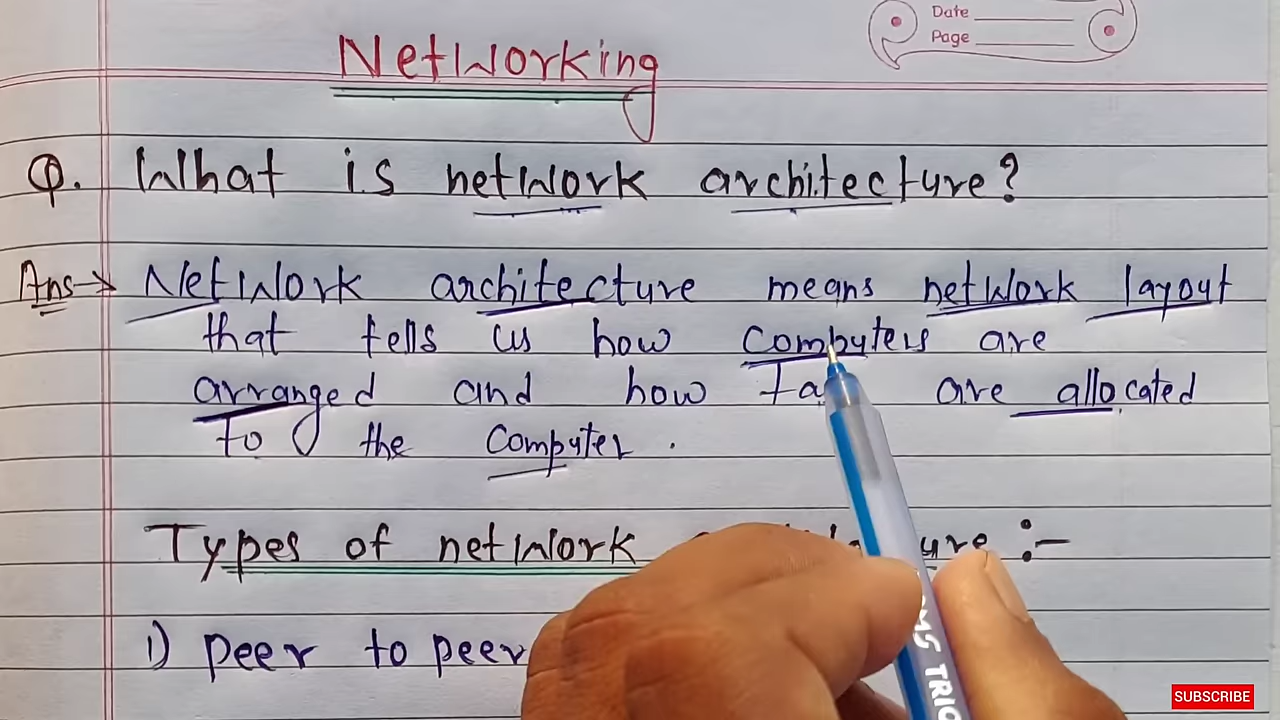 Date
Page
Networking
Q. What is network architecture?
Ans→ Network architecture means network layout
that tells us how computers are
arranged and how are allocated
to the computer.
Types of network :-
1) peer to peer
SUBSCRIBE